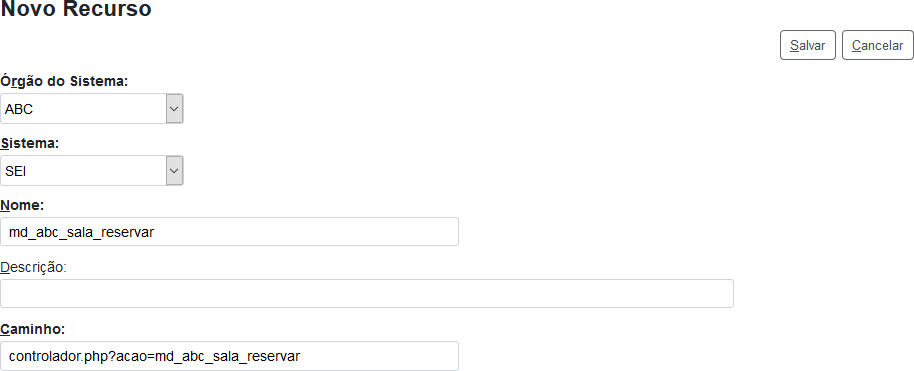 Novo Recurso
Salvar Cancelar
Órgão do Sistema:
ABC
Sistema:
SEI
Nome:
md_abc_sala_reservar
Descrição:
Caminho:
controlador.php?acao=md_abc_sala_reservar